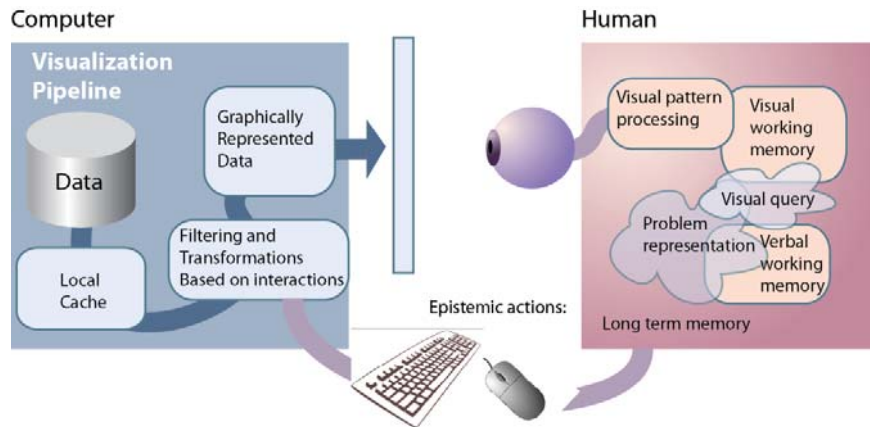 Computer
Visualization
Pipeline
Data
Local
Cache
Graphically
Represented
Data
Filtering and
Transformations
Based on interactions
Epistemic actions:
Human
Visual pattern
processing
Visual
working
memory
Visual query
Problem
representation
Verbal
working
memory
Long term memory